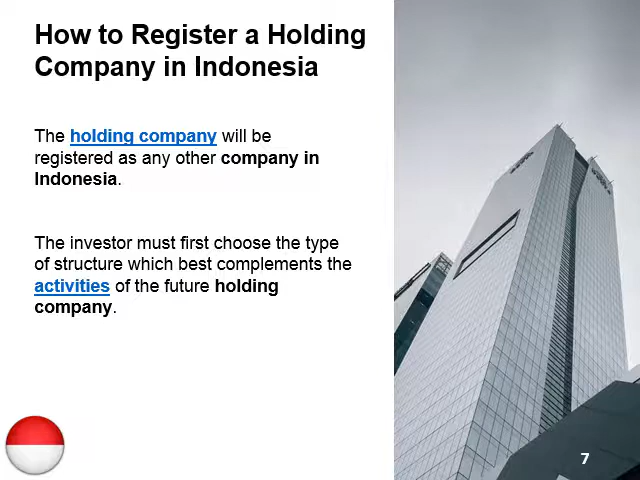 How to Register a Holding
Company in Indonesia
The holding company will be
registered as any other company in
Indonesia.
The investor must first choose the type
of structure which best complements the
activities of the future holding
company.
7